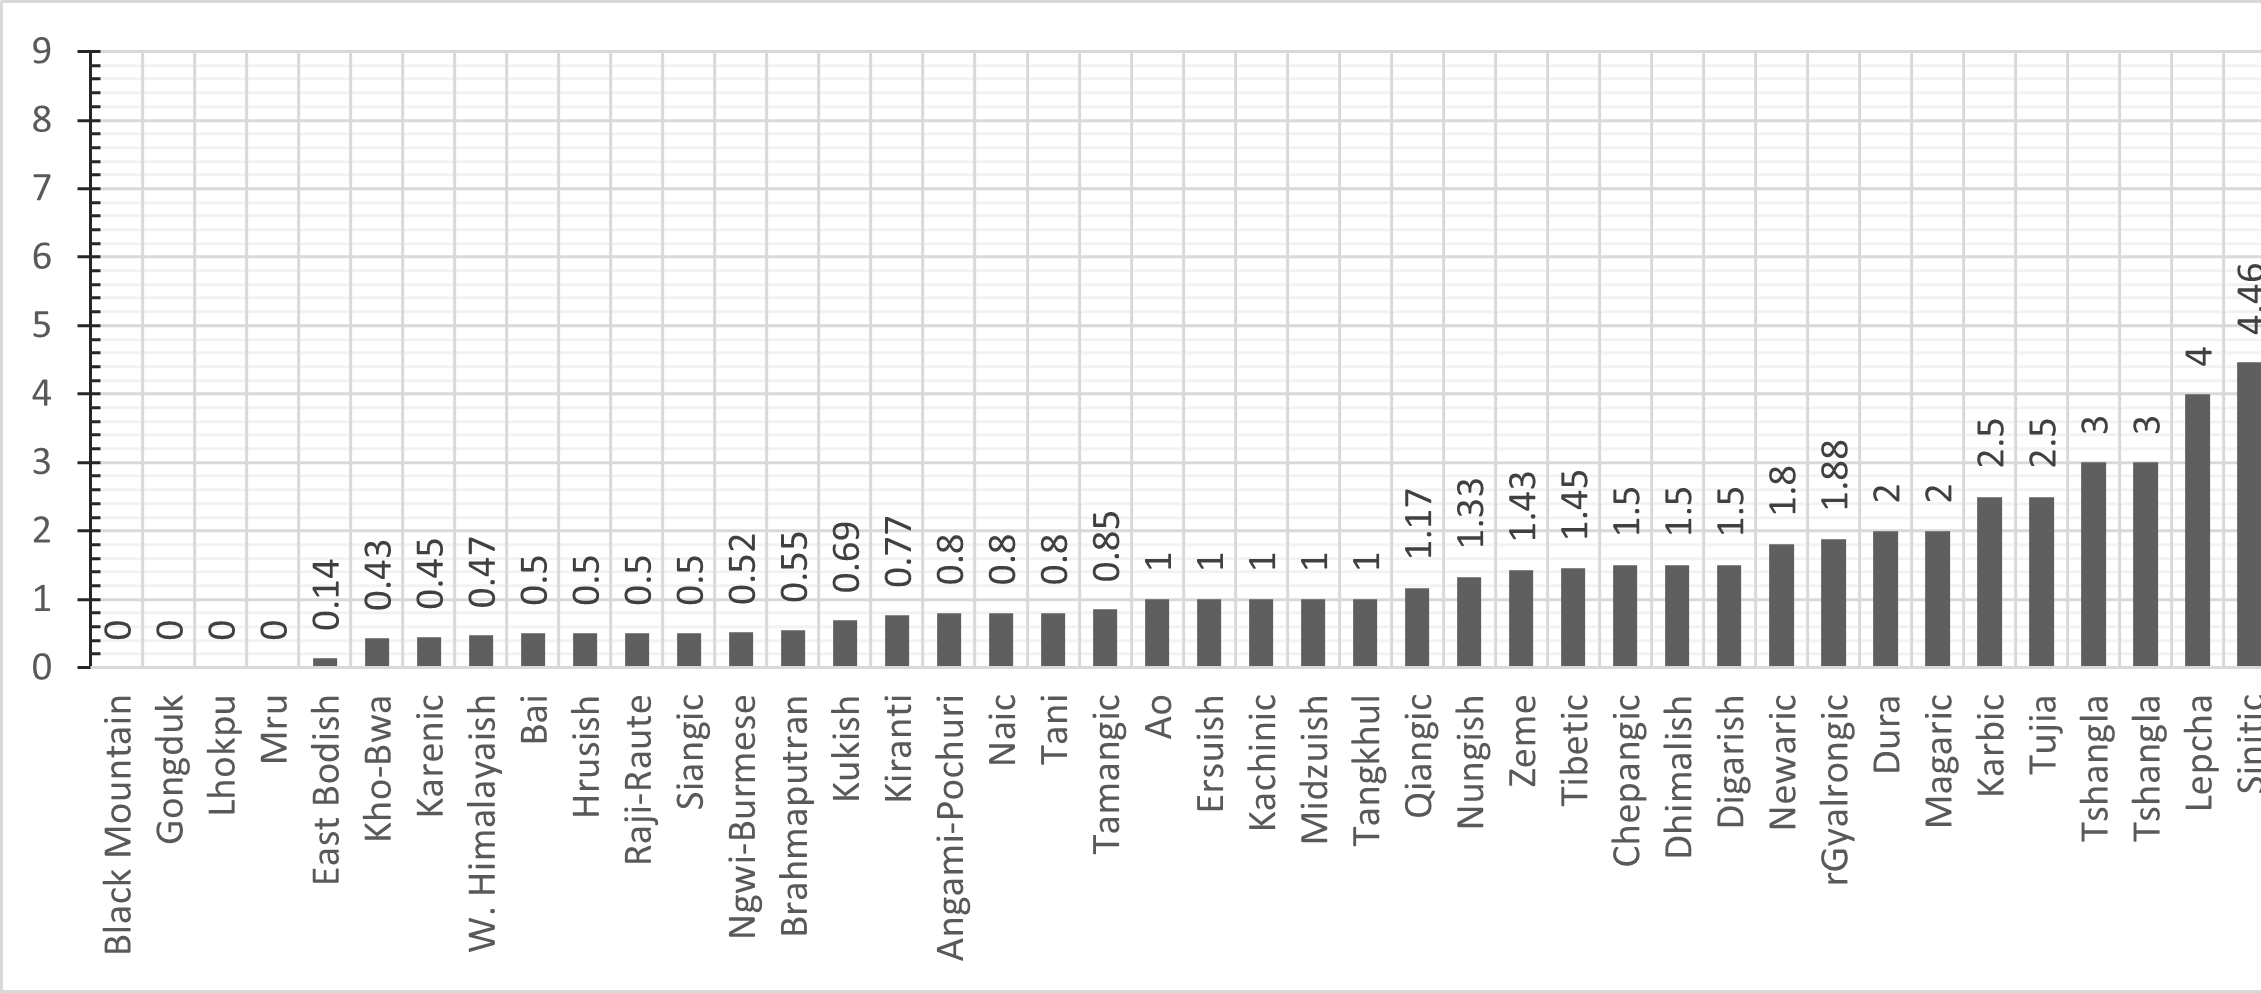 9
8
7
6
5
4
3
2
1
0
0
0
0
0
0.14
0.43
0.45
0.47
0.5
0.5
0.5
0.5
0.52
0.55
0.69
0.77
0.8
0.8
0.8
0.85
1
1
1
1
1
1.17
1.33
1.43
1.45
1.5
1.5
1.5
1.8
1.88
2
2
2.5
2.5
3
3
4
4.46
Black Mountain
Gongduk
Lhokpu
Mru
East Bodish
Kho-Bwa
Karenic
W. Himalayaish
Bai
Hrusish
Raji-Raute
Siangic
Ngwi-Burmese
Brahmaputran
Kukish
Kiranti
Angami-Pochuri
Naic
Tani
Tamangic
Ao
Ersuish
Kachinic
Midzuish
Tangkhul
Qiangic
Nungish
Zeme
Tibetic
Chepangic
Dhimalish
Digarish
Newaric
rGyalrongic
Dura
Magaric
Karbic
Tujia
Tshangla
Tshangla
Lepcha
Sinitic